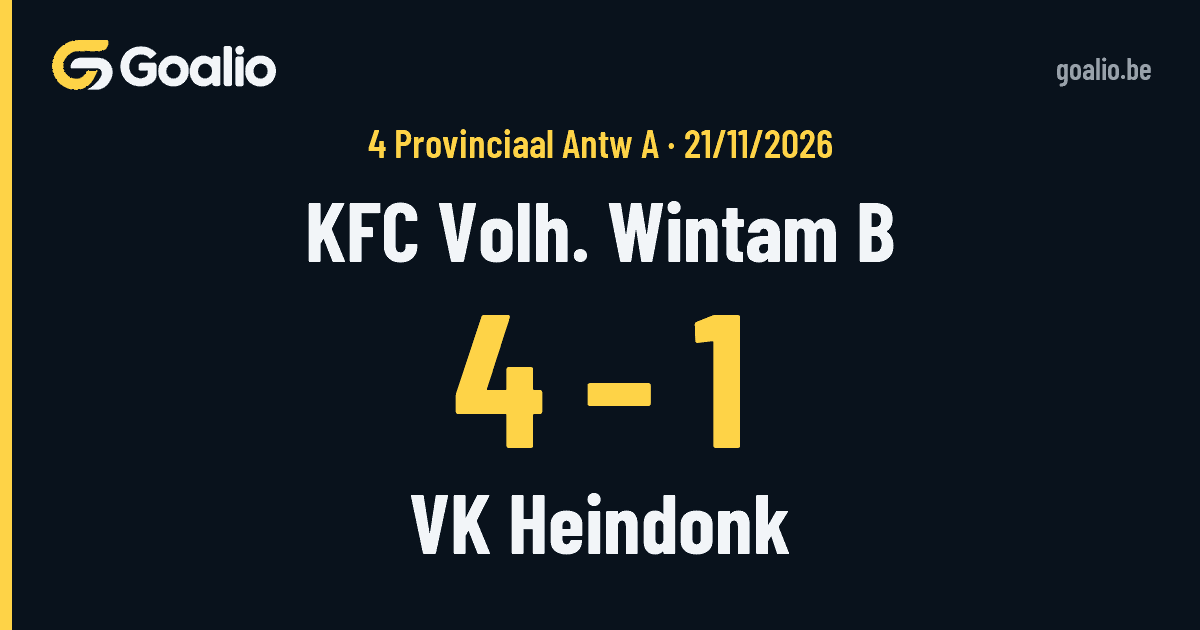 Goalio
goalio.be
4 Provinciaal Antw A · 21/11/2026
KFC Volh. Wintam B
4 – 1
VK Heindonk